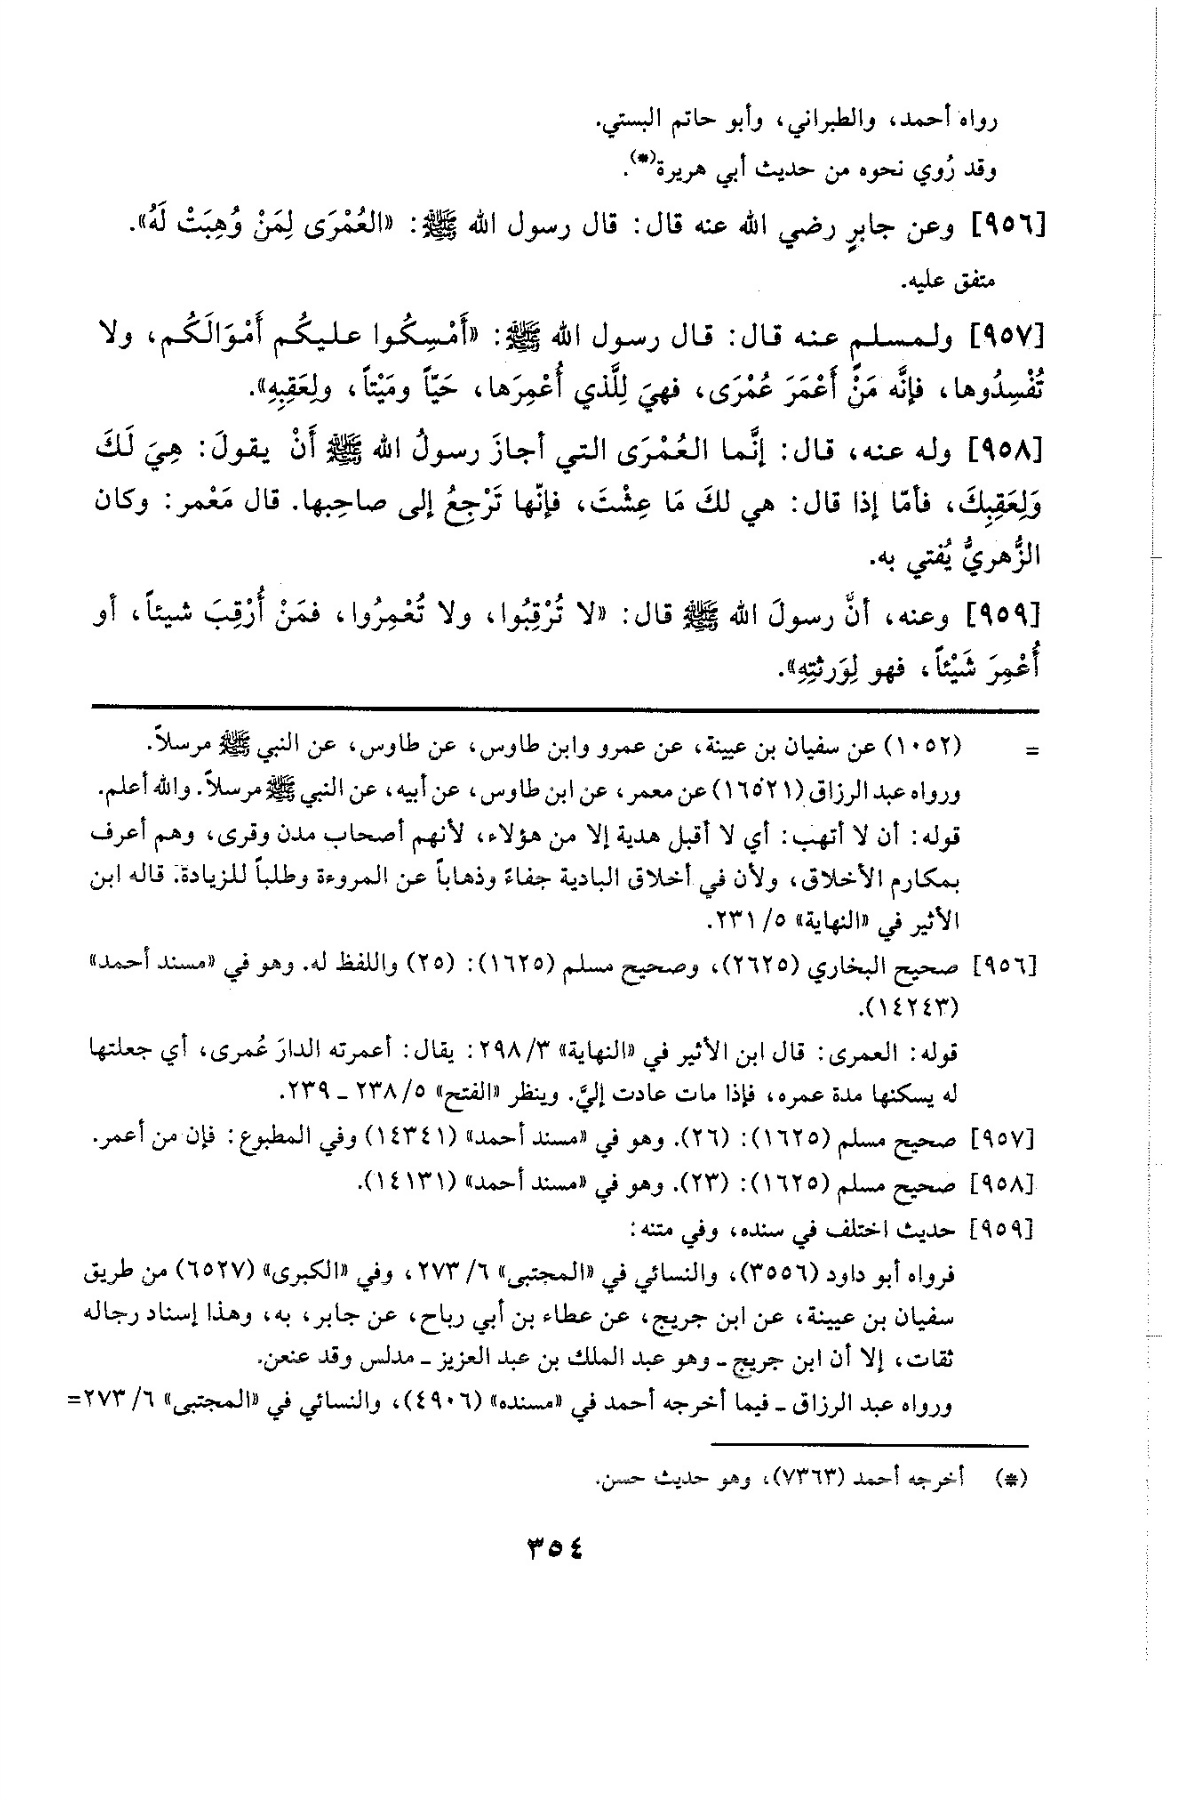 رواه أحمد، والطبراني، وأبو حاتم البستي.
وقد رُوي نحوه من حديث أبي هريرة(*).
[٩٥٦] وعن جابرٍ رضي الله عنه قال: قال رسول الله ﷺ: «العُمْرَى لِمَنْ وُهِبَتْ لَهُ».
متفق عليه.
[٩٥٧] ولمسلمٍ عنه قال: قال رسول الله ﷺ: «أَمْسِكُوا عليكُم أَمْوَالَكُم، ولا
تُفْسِدُوها، فإنَّه مَنْ أَعْمَرَ عُمْرَى، فهيَ لِلَّذي أُعْمِرَها، حَيّاً ومَيْتاً، ولِعَقِبِهِ».
[٩٥٨] وله عنه، قال: إنَّما العُمْرَى التي أجازَ رسولُ الله ﷺ أَنْ يقولَ: هِيَ لَكَ
وَلِعَقِبِكَ، فأمّا إذا قال: هي لكَ مَا عِشْتَ، فإنّها تَرْجِعُ إلى صاحِبها. قال مَعْمر: وكان
الزُّهريُّ يُفتي به.
[٩٥٩] وعنه، أنَّ رسولَ الله ﷺ قال: «لا تُرْقِبُوا، ولا تُعْمِرُوا، فمَنْ أُرْقِبَ شيئاً، أو
أُعْمِرَ شَيْئاً، فهو لِوَرثتِهِ».
= (١٠٥٢) عن سفيان بن عيينة، عن عمرو وابن طاوس، عن طاوس، عن النبي ﷺ مرسلاً.
ورواه عبد الرزاق (١٦٥٢١) عن معمر، عن ابن طاوس، عن أبيه، عن النبي ﷺ مرسلاً. والله أعلم.
قوله: أن لا أتهب: أي لا أقبل هدية إلا من هؤلاء، لأنهم أصحاب مدن وقرى، وهم أعرف
بمكارم الأخلاق، ولأن في أخلاق البادية جفاءً وذهاباً عن المروءة وطلباً للزيادة. قاله ابن
الأثير في «النهاية» ٥/ ٢٣١.
[٩٥٦] صحيح البخاري (٢٦٢٥)، وصحيح مسلم (١٦٢٥): (٢٥) واللفظ له. وهو في «مسند أحمد»
(١٤٢٤٣).
قوله: العمرى: قال ابن الأثير في «النهاية» ٣/ ٢٩٨: يقال: أعمرته الدارَ عُمرى، أي جعلتها
له يسكنها مدة عمره، فإذا مات عادت إليَّ. وينظر «الفتح» ٥/ ٢٣٨ ـ ٢٣٩.
[٩٥٧] صحيح مسلم (١٦٢٥): (٢٦). وهو في «مسند أحمد» (١٤٣٤١) وفي المطبوع: فإن من أعمر.
[٩٥٨] صحيح مسلم (١٦٢٥): (٢٣). وهو في «مسند أحمد» (١٤١٣١).
[٩٥٩] حديث اختلف في سنده، وفي متنه:
فرواه أبو داود (٣٥٥٦)، والنسائي في «المجتبى» ٦/ ٢٧٣، وفي «الكبرى» (٦٥٢٧) من طريق
سفيان بن عيينة، عن ابن جريج، عن عطاء بن أبي رباح، عن جابر، به، وهذا إسناد رجاله
ثقات، إلا أن ابن جريج ـ وهو عبد الملك بن عبد العزيز ـ مدلس وقد عنعن.
ورواه عبد الرزاق ـ فيما أخرجه أحمد في «مسنده» (٤٩٠٦)، والنسائي في «المجتبى» ٦/ ٢٧٣=
(*) أخرجه أحمد (٧٣٦٣)، وهو حديث حسن.
٣٥٤